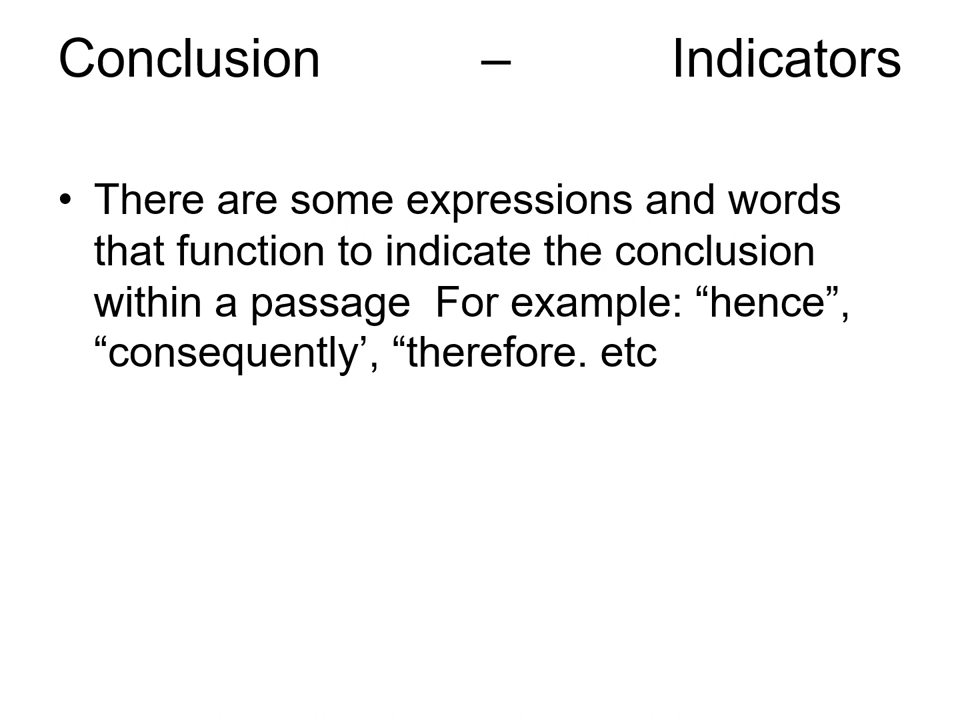 Conclusion – Indicators
• There are some expressions and words
that function to indicate the conclusion
within a passage  For example: “hence”,
“consequently’, “therefore. etc